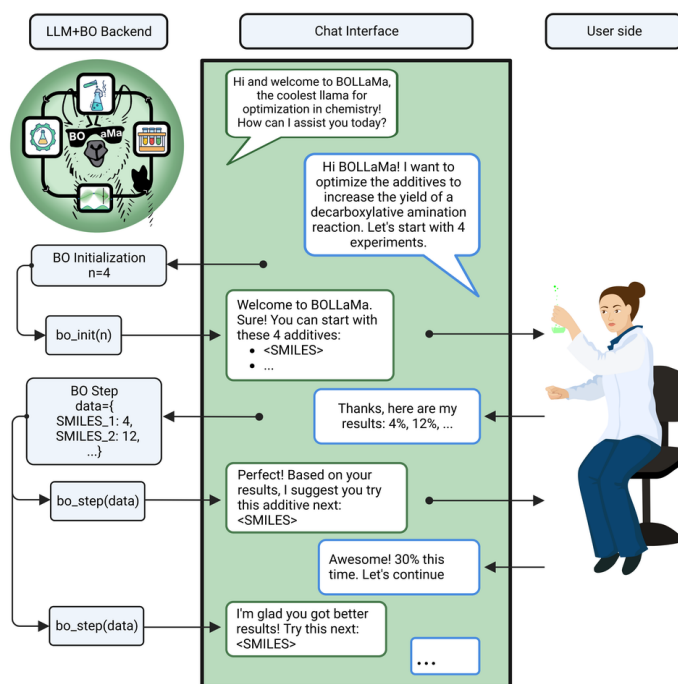 LLM+BO Backend
Chat Interface
User side
BO
aMa
Hi and welcome to BOLLaMa,
the coolest llama for
optimization in chemistry!
How can I assist you today?
Hi BOLLaMa! I want to
optimize the additives to
increase the yield of a
decarboxylative amination
reaction. Let's start with 4
experiments.
BO Initialization
n=4
bo_init(n)
Welcome to BOLLaMa.
Sure! You can start with
these 4 additives:
• <SMILES>
• ...
BO Step
data={
SMILES_1: 4,
SMILES_2: 12,
...}
Thanks, here are my
results: 4%, 12%, ...
bo_step(data)
Perfect! Based on your
results, I suggest you try
this additive next:
<SMILES>
Awesome! 30% this
time. Let's continue
bo_step(data)
I'm glad you got better
results! Try this next:
<SMILES>
...